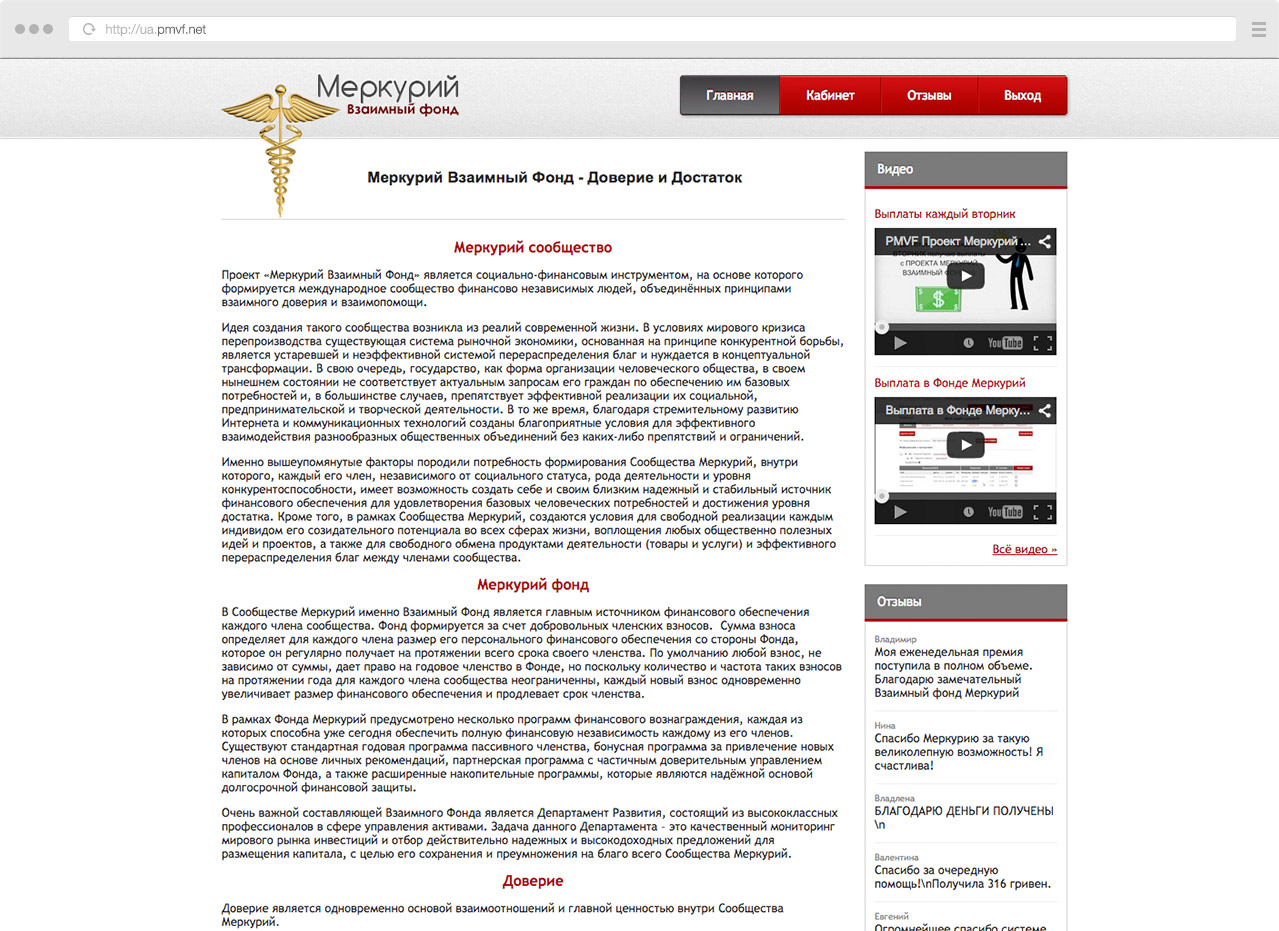 http://ua.pmvf.net
Меркурий
Взаимный фонд
Главная
Кабинет
Отзывы
Выход
Меркурий Взаимный Фонд - Доверие и Достаток
Меркурий сообщество
Проект «Меркурий Взаимный Фонд» является социально-финансовым инструментом, на основе которого
формируется международное сообщество финансово независимых людей, объединённых принципами
взаимного доверия и взаимопомощи.
Идея создания такого сообщества возникла из реалий современной жизни. В условиях мирового кризиса
перепроизводства существующая система рыночной экономики, основанная на принципе конкурентной борьбы,
является устаревшей и неэффективной системой перераспределения благ и нуждается в концептуальной
трансформации. В свою очередь, государство, как форма организации человеческого общества, в своем
нынешнем состоянии не соответствует актуальным запросам его граждан по обеспечению им базовых
потребностей и, в большинстве случаев, препятствует эффективной реализации их социальной,
предпринимательской и творческой деятельности. В то же время, благодаря стремительному развитию
Интернета и коммуникационных технологий созданы благоприятные условия для эффективного
взаимодействия разнообразных общественных объединений без каких-либо препятствий и ограничений.
Именно вышеупомянутые факторы породили потребность формирования Сообщества Меркурий, внутри
которого, каждый его член, независимого от социального статуса, рода деятельности и уровня
конкурентоспособности, имеет возможность создать себе и своим близким надежный и стабильный источник
финансового обеспечения для удовлетворения базовых человеческих потребностей и достижения уровня
достатка. Кроме того, в рамках Сообщества Меркурий, создаются условия для свободной реализации каждым
индивидом его созидательного потенциала во всех сферах жизни, воплощения любых общественно полезных
идей и проектов, а также для свободного обмена продуктами деятельности (товары и услуги) и эффективного
перераспределения благ между членами сообщества.
Меркурий фонд
В Сообществе Меркурий именно Взаимный Фонд является главным источником финансового обеспечения
каждого члена сообщества. Фонд формируется за счет добровольных членских взносов.  Сумма взноса
определяет для каждого члена размер его персонального финансового обеспечения со стороны Фонда,
которое он регулярно получает на протяжении всего срока своего членства. По умолчанию любой взнос, не
зависимо от суммы, дает право на годовое членство в Фонде, но поскольку количество и частота таких взносов
на протяжении года для каждого члена сообщества неограниченны, каждый новый взнос одновременно
увеличивает размер финансового обеспечения и продлевает срок членства.
В рамках Фонда Меркурий предусмотрено несколько программ финансового вознаграждения, каждая из
которых способна уже сегодня обеспечить полную финансовую независимость каждому из его членов.
Существуют стандартная годовая программа пассивного членства, бонусная программа за привлечение новых
членов на основе личных рекомендаций, партнерская программа с частичным доверительным управлением
капиталом Фонда, а также расширенные накопительные программы, которые являются надёжной основой
долгосрочной финансовой защиты.
Очень важной составляющей Взаимного Фонда является Департамент Развития, состоящий из высококлассных
профессионалов в сфере управления активами. Задача данного Департамента – это качественный мониторинг
мирового рынка инвестиций и отбор действительно надежных и высокодоходных предложений для
размещения капитала, с целью его сохранения и преумножения на благо всего Сообщества Меркурий.
Доверие
Доверие является одновременно основой взаимоотношений и главной ценностью внутри Сообщества
Меркурий.
Видео
Выплаты каждый вторник
PMVF Проект Меркурий ...
с ПРОЕКТА МЕРКУРИЙ
YouTube
Выплата в Фонде Меркурий
Выплата в Фонде Мерку...
YouTube
Всё видео »
Отзывы
Владимир
Моя еженедельная премия
поступила в полном объеме.
Благодарю замечательный
Взаимный фонд Меркурий
Нина
Спасибо Меркурию за такую
великолепную возможность! Я
счастлива!
Владлена
БЛАГОДАРЮ ДЕНЬГИ ПОЛУЧЕНЫ
\n
Валентина
Спасибо за очередную
помощь!\nПолучила 316 гривен.
Евгений
Огромнейшее спасибо системе